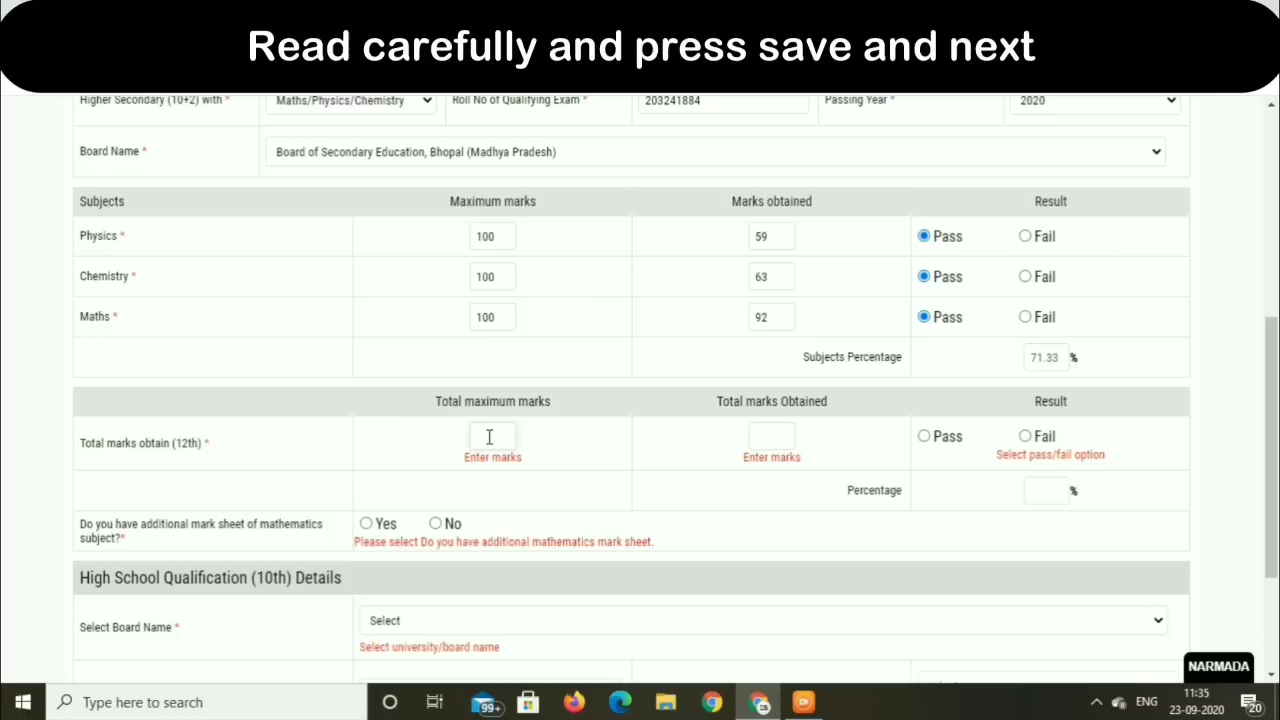 Read carefully and press save and next
Higher Secondary (10+2) with * Maths/Physics/Chemistry Roll No of Qualifying Exam * 203241884 Passing Year * 2020
Board Name * Board of Secondary Education, Bhopal (Madhya Pradesh)
Subjects Maximum marks Marks obtained Result
Physics * 100 59 Pass Fail
Chemistry * 100 63 Pass Fail
Maths * 100 92 Pass Fail
Subjects Percentage 71.33 %
Total maximum marks Total marks Obtained Result
Total marks obtain (12th) * Pass Fail
Enter marks Enter marks Select pass/fail option
Percentage %
Do you have additional mark sheet of mathematics
subject?* Yes No
Please select Do you have additional mathematics mark sheet.
High School Qualification (10th) Details
Select Board Name * Select
Select university/board name
NARMADA
Type here to search 99+ ENG 11:35
23-09-2020 20